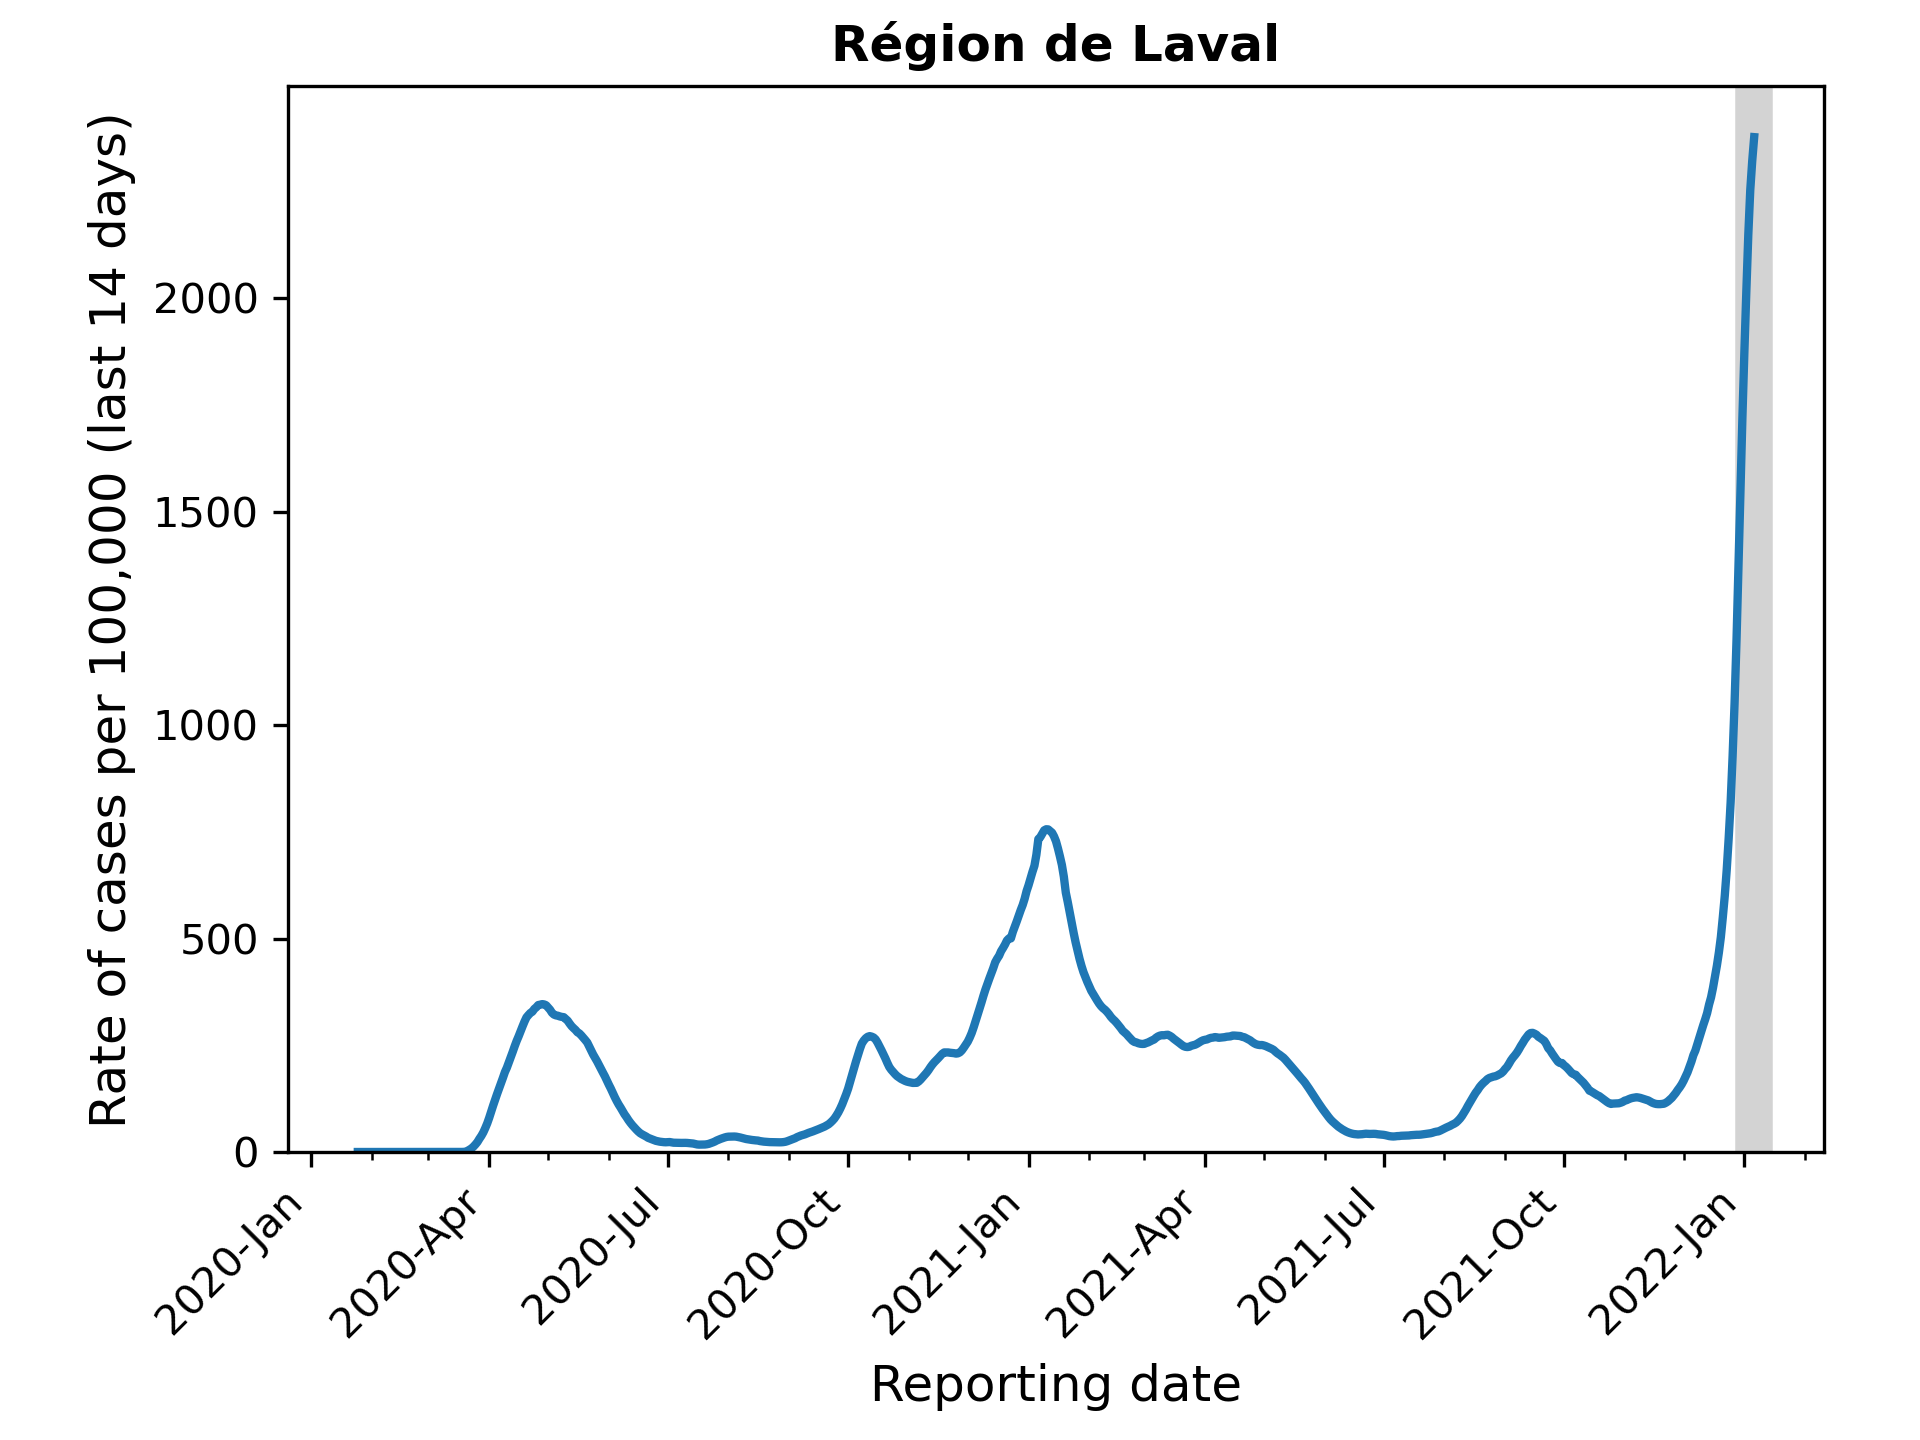 Région de Laval
Rate of cases per 100,000 (last 14 days)
2000
1500
1000
500
0
2020-Jan
2020-Apr
2020-Jul
2020-Oct
2021-Jan
2021-Apr
2021-Jul
2021-Oct
2022-Jan
Reporting date